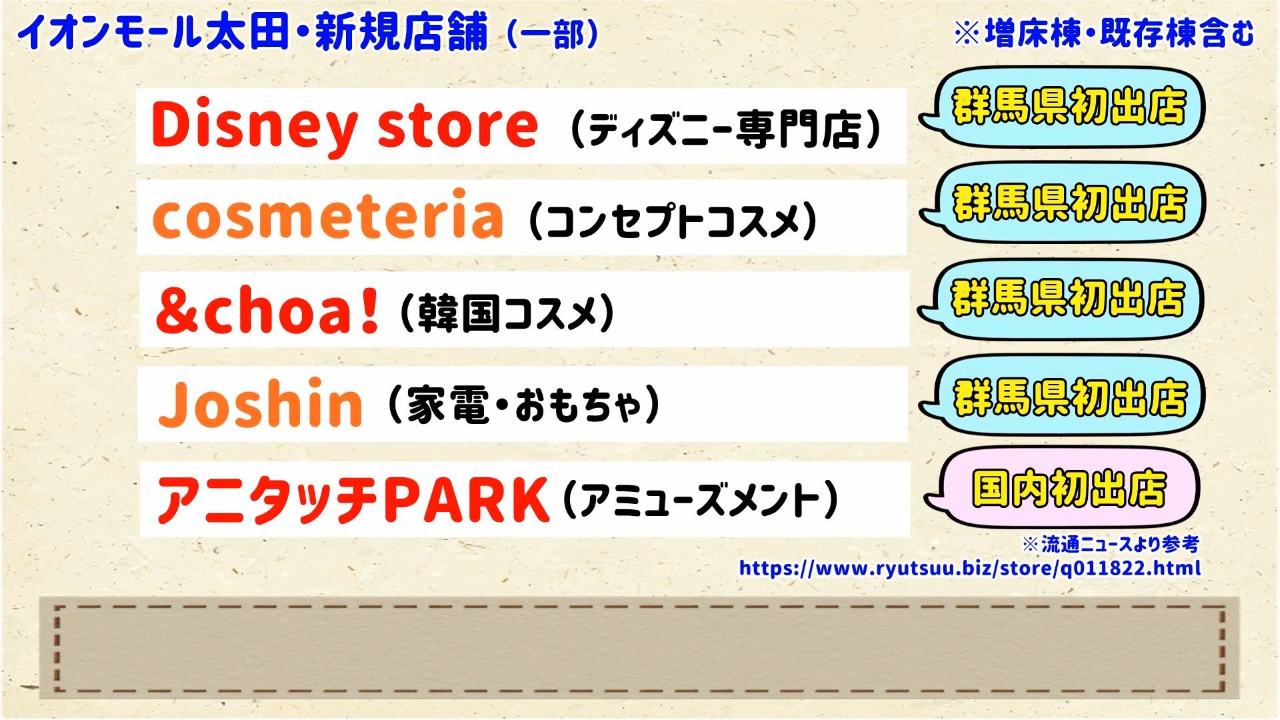 イオンモール太田・新規店舗（一部）
※増床棟・既存棟含む
Disney store（ディズニー専門店）
群馬県初出店
cosmeteria（コンセプトコスメ）
群馬県初出店
&choa!（韓国コスメ）
群馬県初出店
Joshin（家電・おもちゃ）
群馬県初出店
アニタッチPARK（アミューズメント）
国内初出店
※流通ニュースより参考
https://www.ryutsuu.biz/store/q011822.html